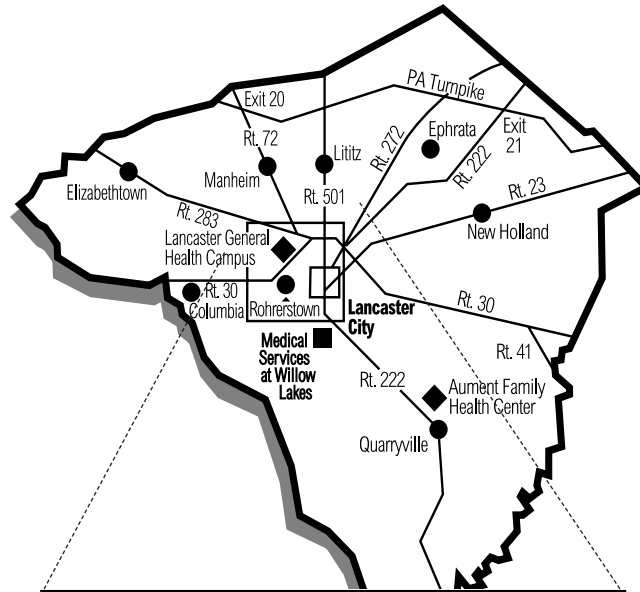 PA Turnpike
Exit 20
Rt. 72
Lititz
Rt. 272
Ephrata
Exit
21
Rt. 222
Elizabethtown
Manheim
Rt. 501
Rt. 23
Rt. 283
New Holland
Lancaster General
Health Campus
Rt. 30
Columbia
Rohrerstown
Lancaster
City
Rt. 30
Medical
Services
at Willow
Lakes
Rt. 41
Rt. 222
Aument Family
Health Center
Quarryville